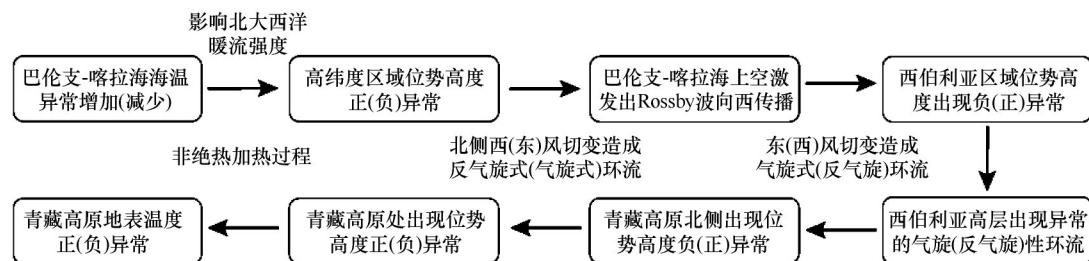 影响北大西洋
暖流强度
巴伦支-喀拉海海温
异常增加(减少)
高纬度区域位势高度
正(负)异常
巴伦支-喀拉海上空激
发出Rossby波向西传播
西伯利亚区域位势高
度出现负(正)异常
非绝热加热过程
北侧西(东)风切变造成
反气旋式(气旋式)环流
东(西)风切变造成
气旋式(反气旋)环流
青藏高原地表温度
正(负)异常
青藏高原处出现位势
高度正(负)异常
青藏高原北侧出现位
势高度负(正)异常
西伯利亚高层出现异常
的气旋(反气旋)性环流